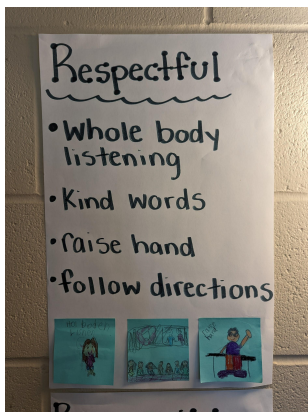 Respectful
• Whole body
listening
• Kind words
• raise hand
• follow directions